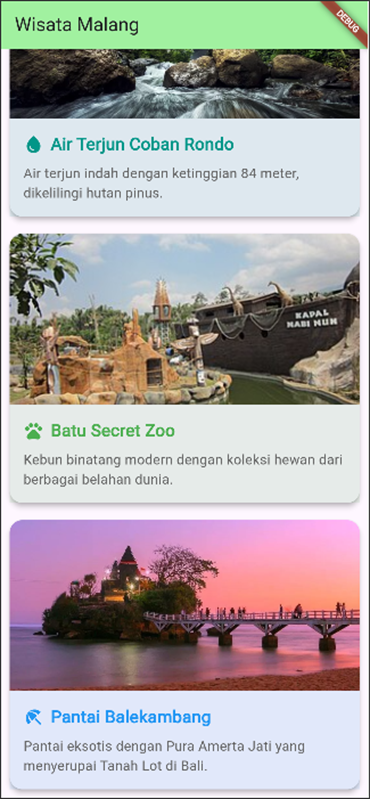 Wisata Malang
DEBUG
Air Terjun Coban Rondo
Air terjun indah dengan ketinggian 84 meter,
dikelilingi hutan pinus.
KAPAL
NABI NUH
Batu Secret Zoo
Kebun binatang modern dengan koleksi hewan dari
berbagai belahan dunia.
Pantai Balekambang
Pantai eksotis dengan Pura Amerta Jati yang
menyerupai Tanah Lot di Bali.